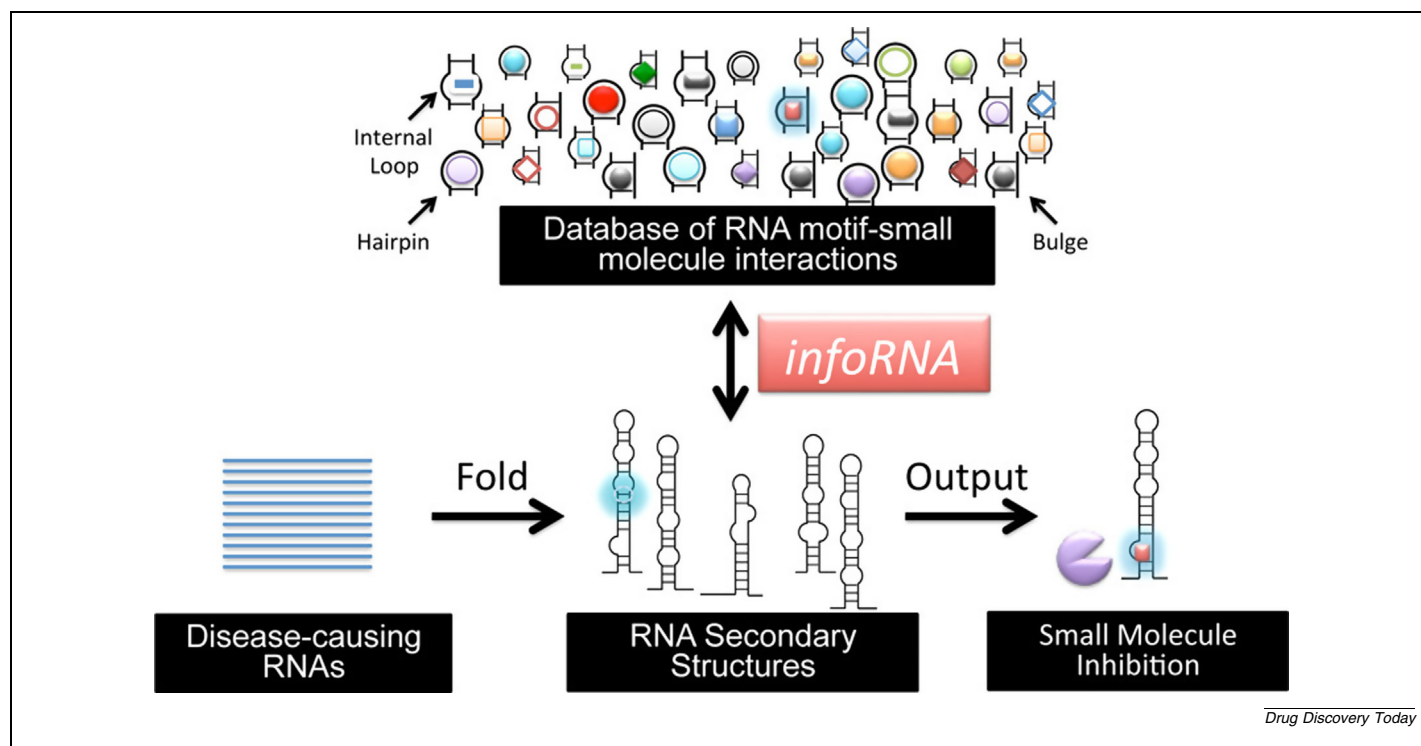 Internal
Loop
Hairpin
Bulge
Database of RNA motif-small
molecule interactions
infoRNA
Fold
Output
Disease-causing
RNAs
RNA Secondary
Structures
Small Molecule
Inhibition
Drug Discovery Today